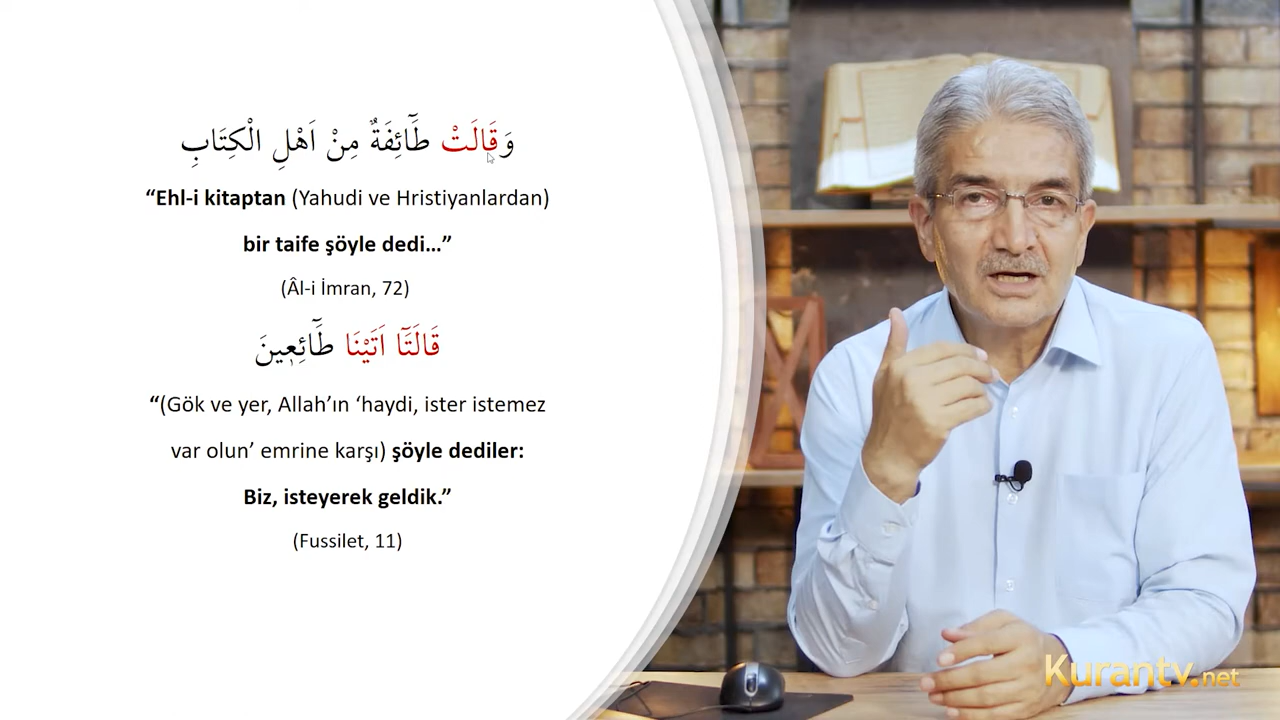 وَقَالَتْ طَٓائِفَةٌ مِنْ اَهْلِ الْكِتَابِ
“Ehl-i kitaptan (Yahudi ve Hristiyanlardan)
bir taife şöyle dedi…”
(Âl-i İmran, 72)
قَالَتَٓا اَتَيْنَا طَٓائِع۪ينَ
“(Gök ve yer, Allah’ın ‘haydi, ister istemez
var olun’ emrine karşı) şöyle dediler:
Biz, isteyerek geldik.”
(Fussilet, 11)
Kurantv.net